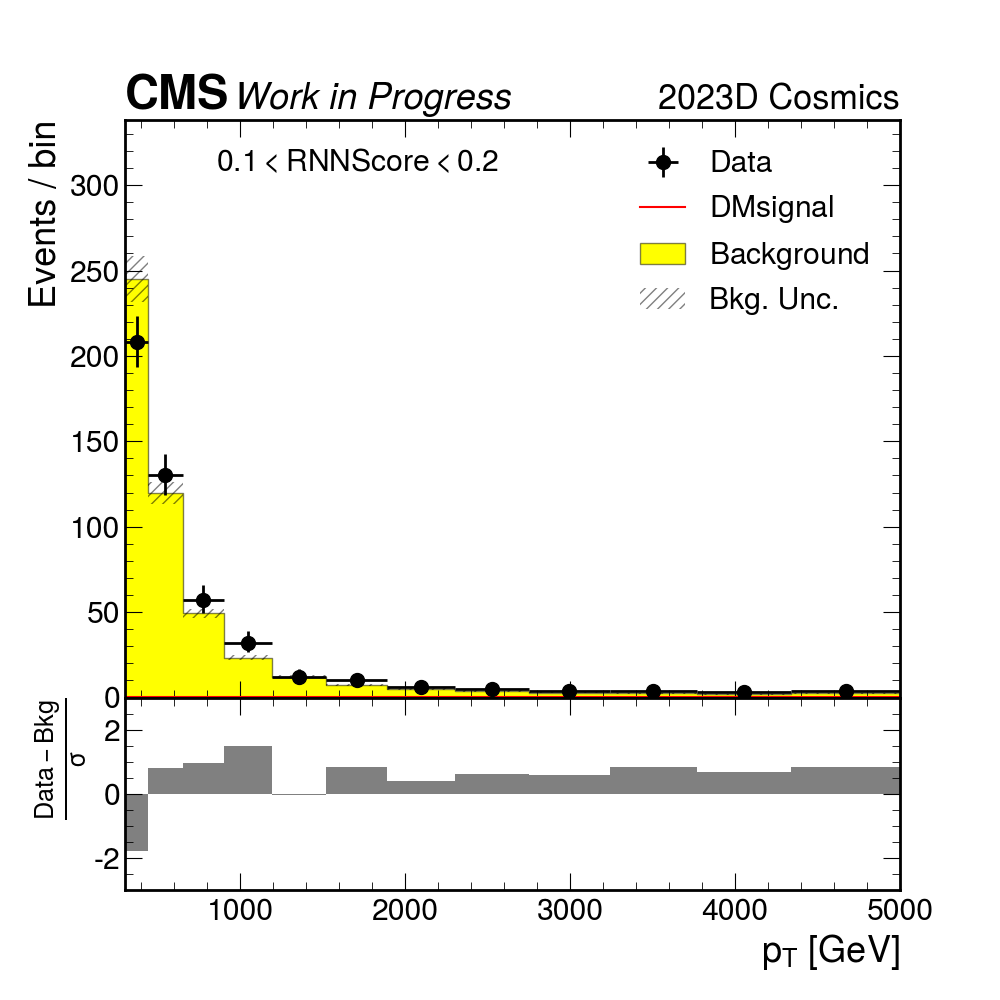 CMS Work in Progress 2023D Cosmics
Events / bin
0.1 < RNNScore < 0.2
Data
DMsignal
Background
Bkg. Unc.
300
250
200
150
100
50
0
Data – Bkg
σ
2
0
-2
1000 2000 3000 4000 5000
pT [GeV]